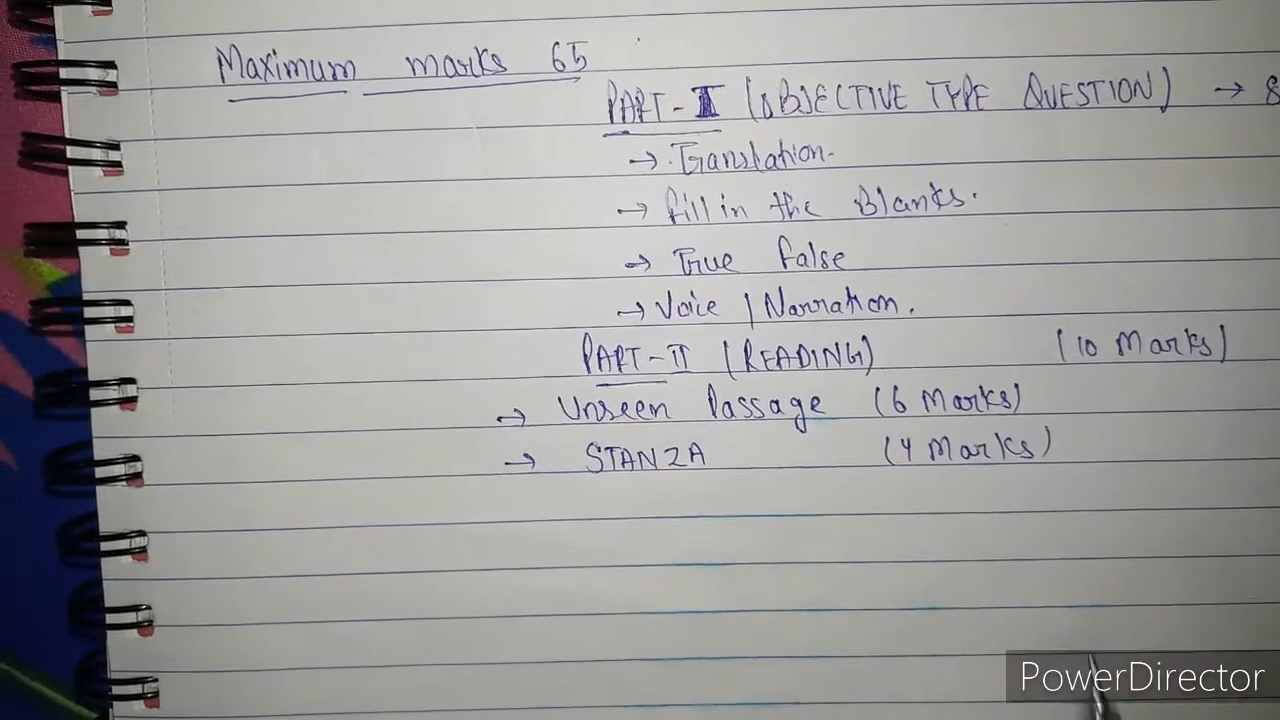 Maximum marks 65
PART-I (OBJECTIVE TYPE QUESTION) → 8
→ Translation.
→ fill in the Blanks.
→ True false
→ Voice / Narration.
PART-II (READING) (10 Marks)
→ Unseen Passage (6 Marks)
→ STANZA (4 Marks)
PowerDirector